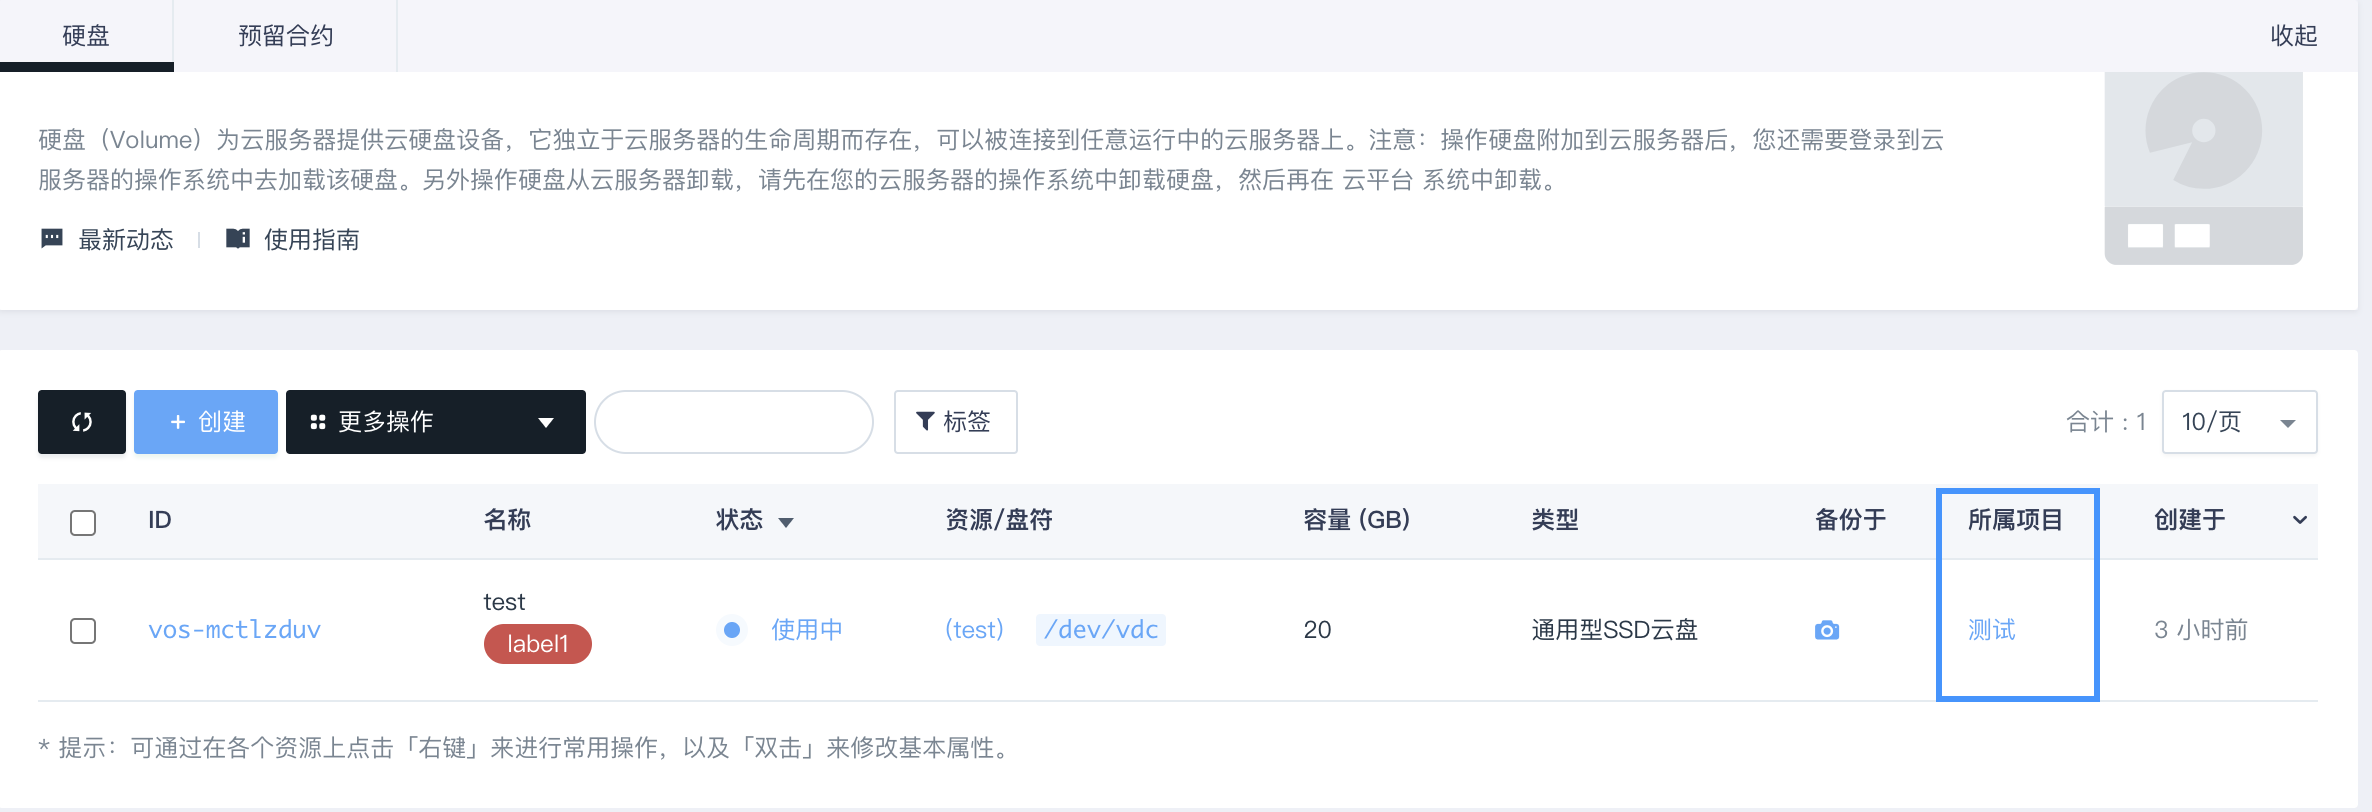 硬盘
预留合约
收起
硬盘（Volume）为云服务器提供云硬盘设备，它独立于云服务器的生命周期而存在，可以被连接到任意运行中的云服务器上。注意：操作硬盘附加到云服务器后，您还需要登录到云
服务器的操作系统中去加载该硬盘。另外操作硬盘从云服务器卸载，请先在您的云服务器的操作系统中卸载硬盘，然后再在 云平台 系统中卸载。
最新动态
使用指南
+ 创建
更多操作
标签
合计：1
10/页
ID 名称 状态 资源/盘符 容量 (GB) 类型 备份于 所属项目 创建于
vos-mctlzduv test label1 使用中 (test) /dev/vdc 20 通用型SSD云盘 测试 3 小时前
* 提示：可通过在各个资源上点击「右键」来进行常用操作，以及「双击」来修改基本属性。